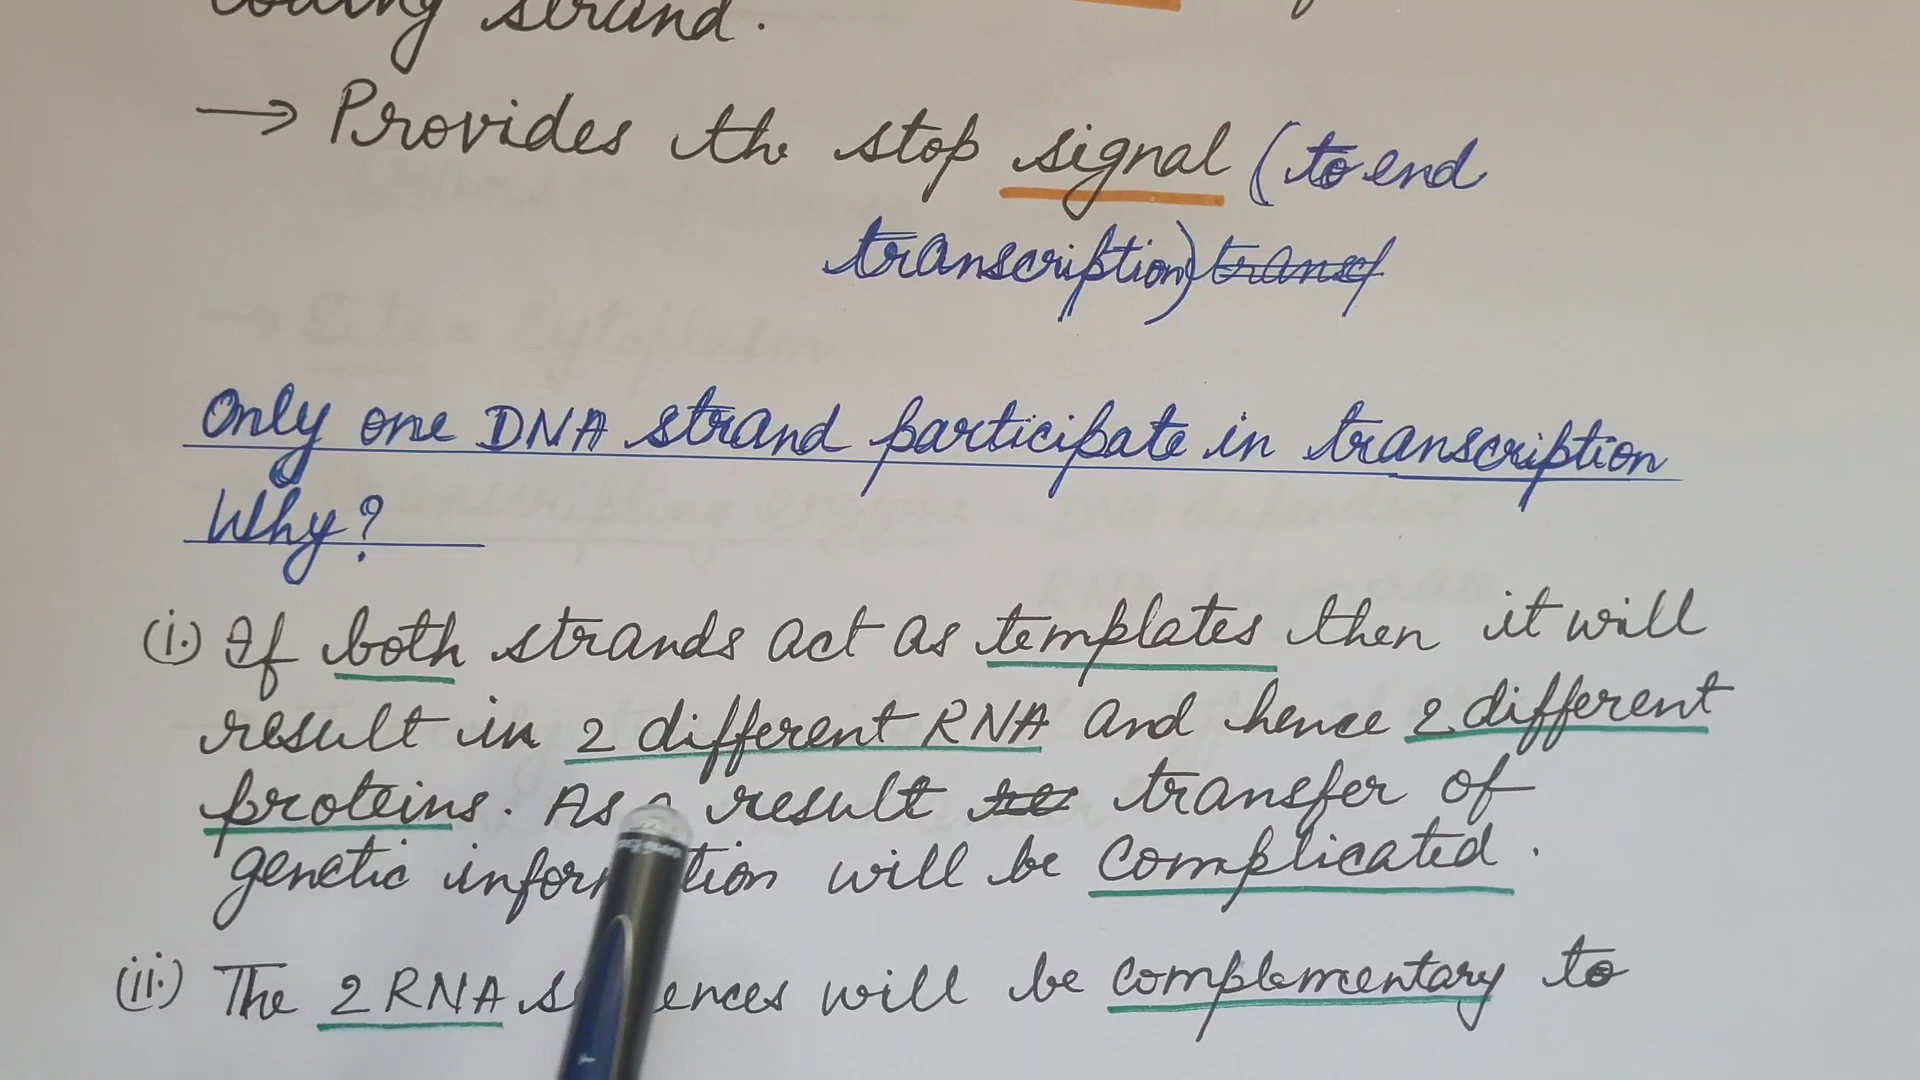 coding strand.
→ Provides the stop signal (to end
transcription)
Only one DNA strand participate in transcription
Why?
(i.) If both strands act as templates then it will
result in 2 different RNA and hence 2 different
proteins. As a result transfer of
genetic information will be complicated.
(ii.) The 2 RNA sequences will be complementary to